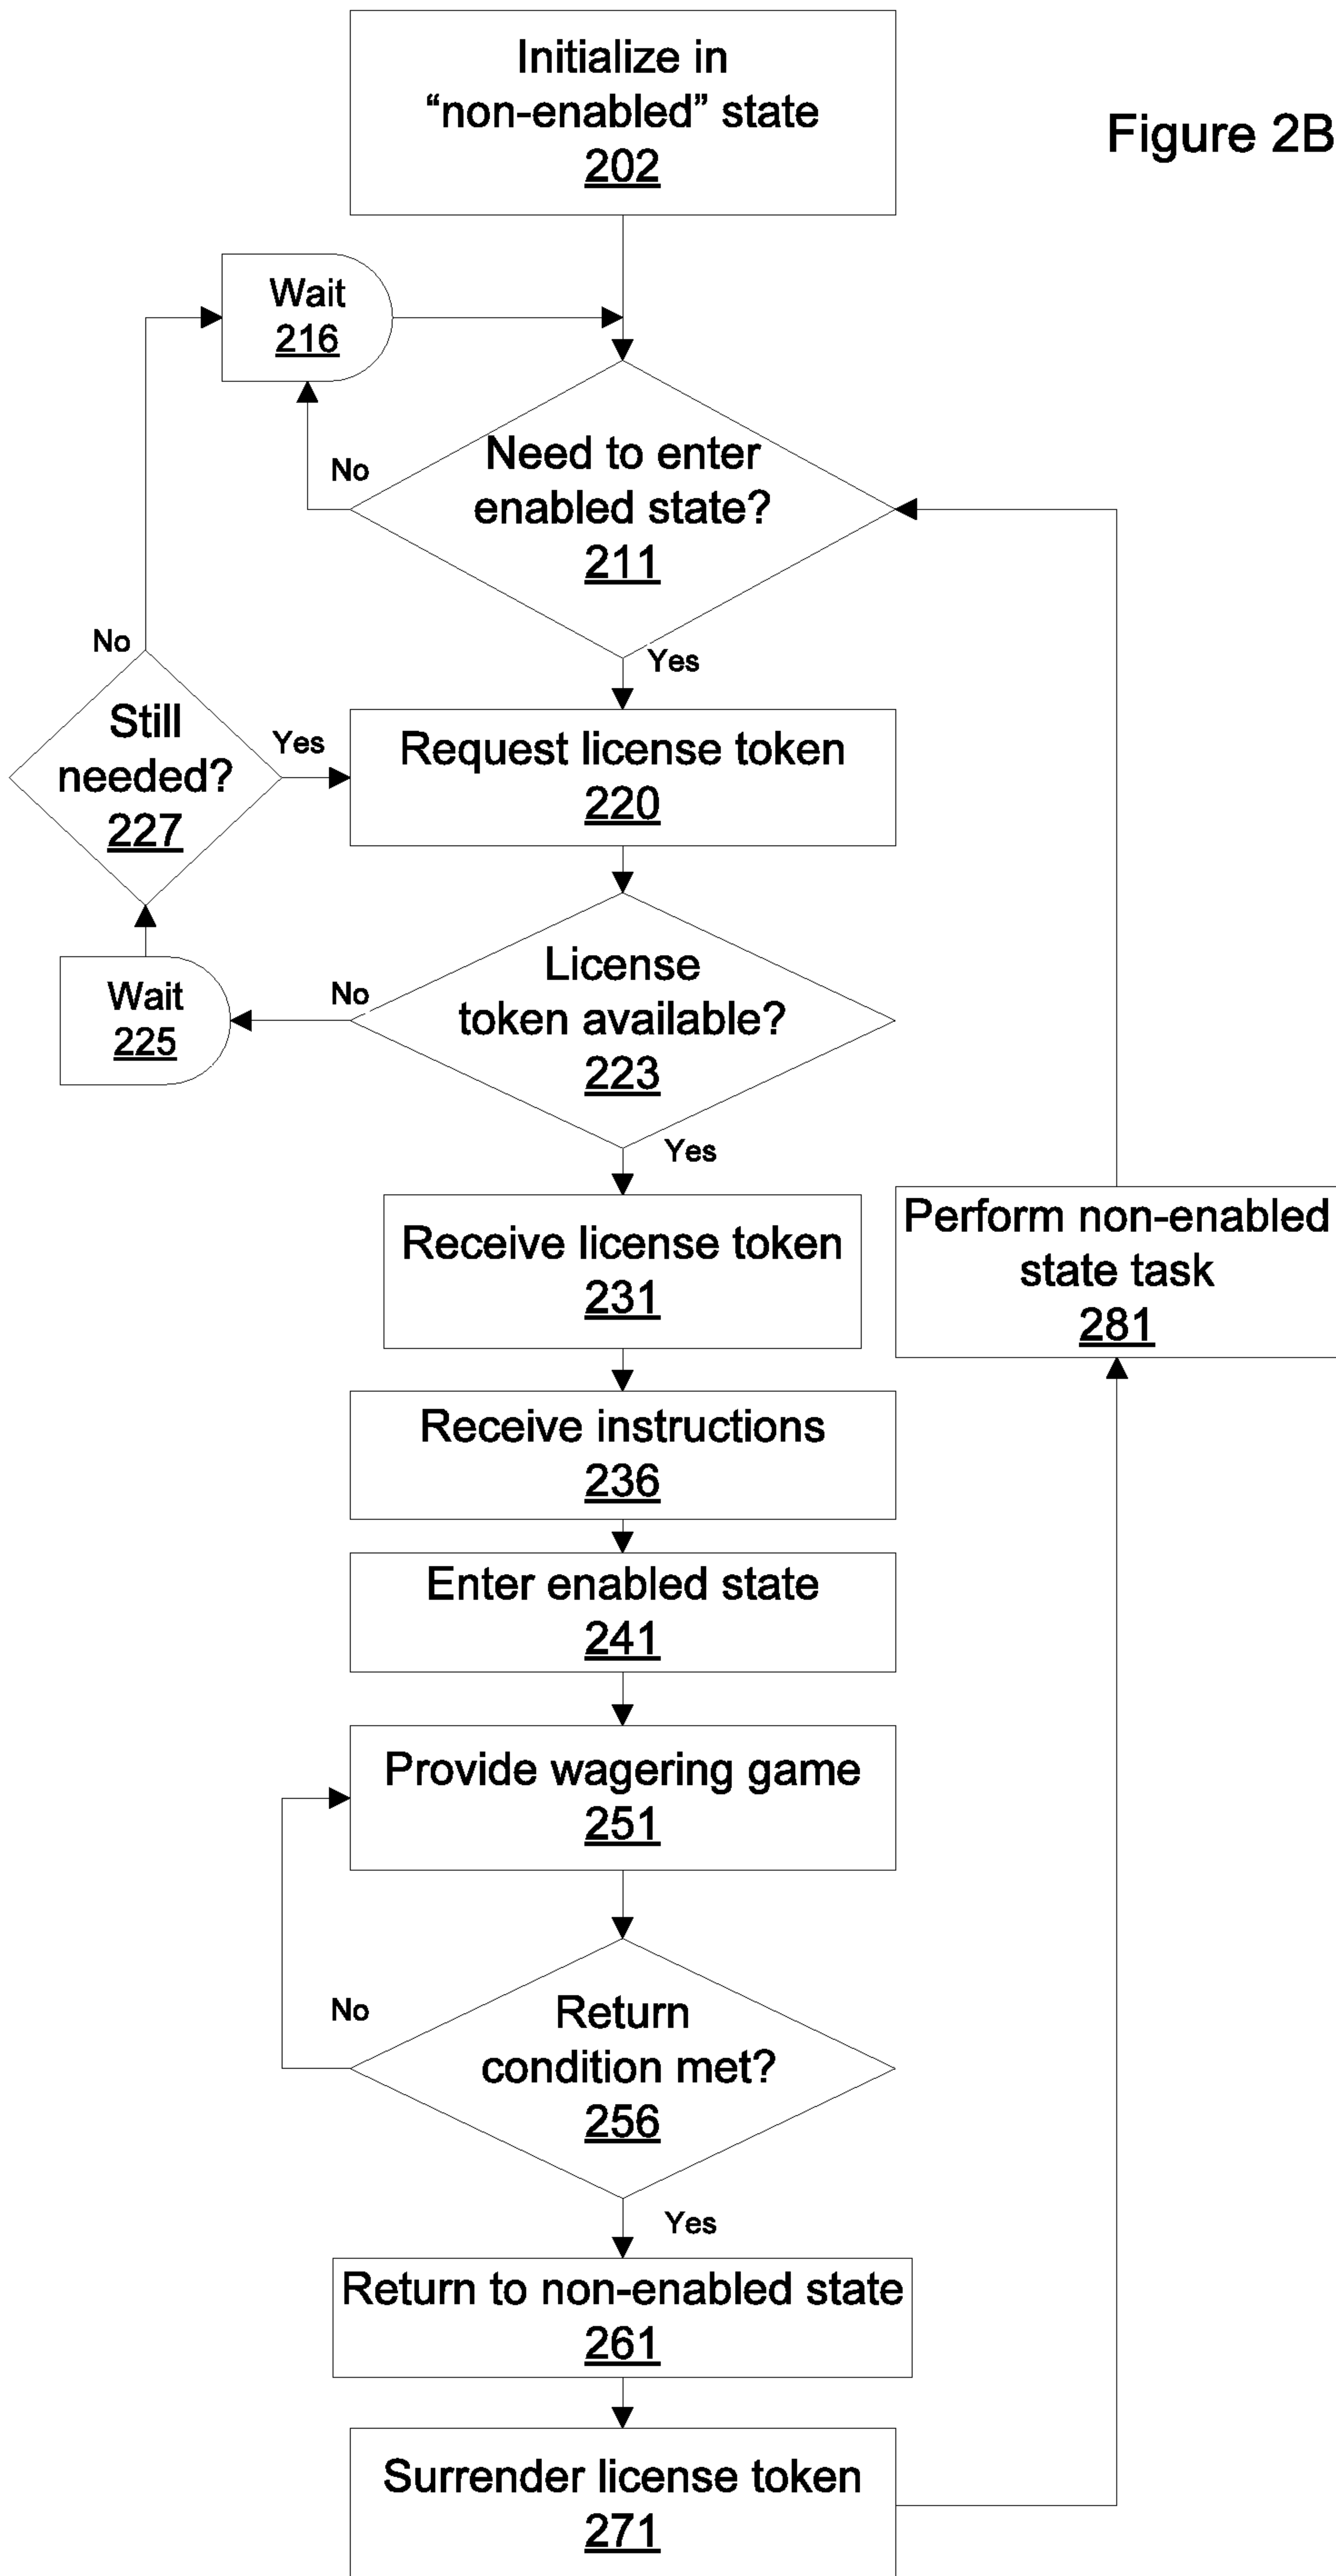 Initialize in
“non-enabled” state
202
Figure 2B
Wait
216
No
Need to enter
enabled state?
211
No
Yes
Still
needed?
227
Yes
Request license token
220
Wait
225
No
License
token available?
223
Yes
Receive license token
231
Perform non-enabled
state task
281
Receive instructions
236
Enter enabled state
241
Provide wagering game
251
No
Return
condition met?
256
Yes
Return to non-enabled state
261
Surrender license token
271